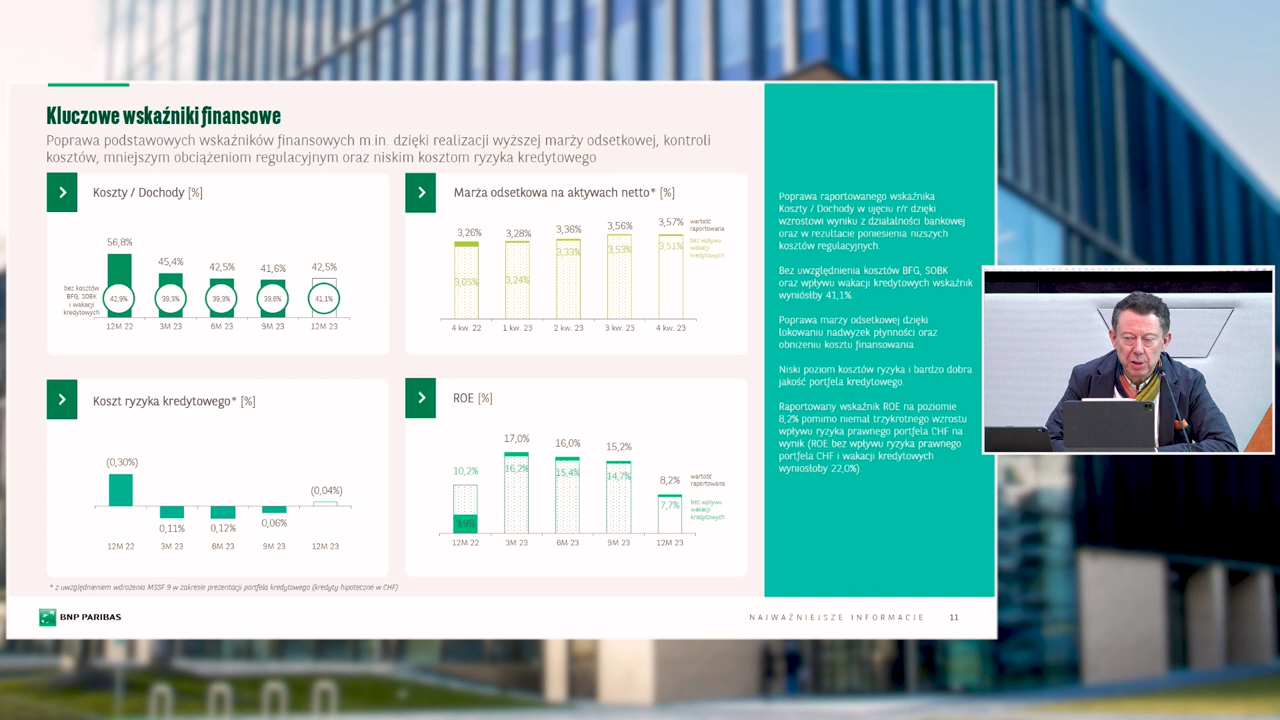 Kluczowe wskaźniki finansowe
Poprawa podstawowych wskaźników finansowych m.in. dzięki realizacji wyższej marży odsetkowej, kontroli
kosztów, mniejszym obciążeniom regulacyjnym oraz niskim kosztom ryzyka kredytowego
Koszty / Dochody [%]
56,8%
45,4%
42,5%
41,6%
42,5%
bez kosztów
BFG, SOBK
i wakacji
kredytowych
42,9%
39,3%
39,3%
39,6%
41,1%
12M 22
3M 23
6M 23
9M 23
12M 23
Marża odsetkowa na aktywach netto* [%]
3,26%
3,28%
3,36%
3,56%
3,57%
wartość
raportowana
bez wpływu
wakacji
kredytowych
3,05%
3,24%
3,33%
3,53%
3,51%
4 kw. 22
1 kw. 23
2 kw. 23
3 kw. 23
4 kw. 23
Koszt ryzyka kredytowego* [%]
(0,30%)
0,11%
0,12%
0,06%
(0,04%)
12M 22
3M 23
6M 23
9M 23
12M 23
ROE [%]
10,2%
17,0%
16,0%
15,2%
8,2%
wartość
raportowana
3,9%
16,2%
15,4%
14,7%
7,7%
bez wpływu
wakacji
kredytowych
12M 22
3M 23
6M 23
9M 23
12M 23
Poprawa raportowanego wskaźnika
Koszty / Dochody w ujęciu r/r dzięki
wzrostowi wyniku z działalności bankowej
oraz w rezultacie poniesienia niższych
kosztów regulacyjnych.
Bez uwzględnienia kosztów BFG, SOBK
oraz wpływu wakacji kredytowych wskaźnik
wyniósłby 41,1%.
Poprawa marży odsetkowej dzięki
lokowaniu nadwyżek płynności oraz
obniżeniu kosztu finansowania.
Niski poziom kosztów ryzyka i bardzo dobra
jakość portfela kredytowego.
Raportowany wskaźnik ROE na poziomie
8,2% pomimo niemal trzykrotnego wzrostu
wpływu ryzyka prawnego portfela CHF na
wynik (ROE bez wpływu ryzyka prawnego
portfela CHF i wakacji kredytowych
wyniosłoby 22,0%).
* z uwzględnieniem wdrożenia MSSF 9 w zakresie prezentacji portfela kredytowego (kredyty hipoteczne w CHF)
BNP PARIBAS
NAJWAŻNIEJSZE INFORMACJE 11